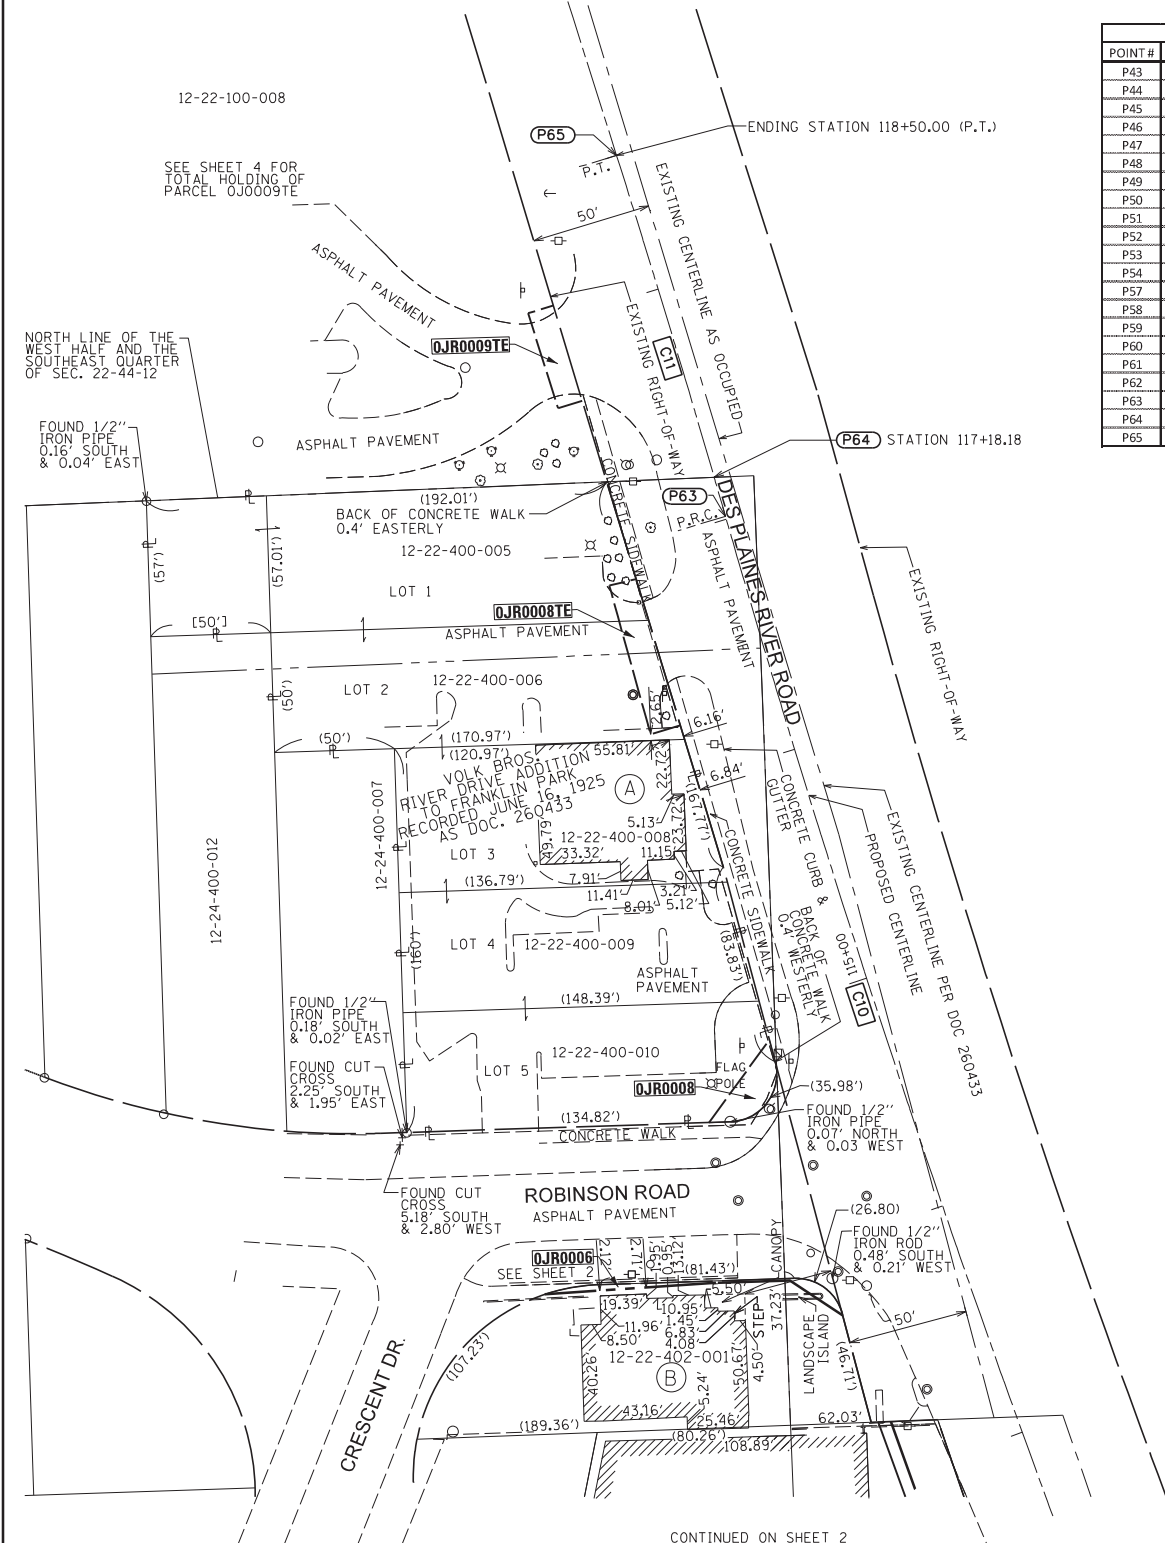 12-22-100-008
SEE SHEET 4 FOR
TOTAL HOLDING OF
PARCEL 0J0009TE
P65
ENDING STATION 118+50.00 (P.T.)
P.T.
50'
EXISTING CENTERLINE AS OCCUPIED
ASPHALT PAVEMENT
EXISTING RIGHT-OF-WAY
C11
0JR0009TE
NORTH LINE OF THE
WEST HALF AND THE
SOUTHEAST QUARTER
OF SEC. 22-44-12
POINT #
P43
P44
P45
P46
P47
P48
P49
P50
P51
P52
P53
P54
P57
P58
P59
P60
P61
P62
P63
P64
P65
FOUND 1/2"
IRON PIPE
0.16' SOUTH
& 0.04' EAST
ASPHALT PAVEMENT
P64
STATION 117+18.18
(192.01')
BACK OF CONCRETE WALK
0.4' EASTERLY
CONCRETE SIDEWALK
P63
P.R.C.
DES PLAINES RIVER ROAD
ASPHALT PAVEMENT
12-22-400-005
(57')
(57.01')
LOT 1
[50']
0JR0008TE
ASPHALT PAVEMENT
EXISTING RIGHT-OF-WAY
12-22-400-006
LOT 2
(50')
(50')
(170.97')
(120.97')
55.81'
22.72'
6.16'
6.84'
VOLK BROS.
RIVER DRIVE ADDITION
TO FRANKLIN PARK
RECORDED JUNE 16, 1925
AS DOC. 260433
A
(167.77')
CONCRETE CURB &
GUTTER
5.13'
23.72'
49.79
12-22-400-008
12-24-400-007
12-24-400-012
LOT 3
33.32'
11.15'
(136.79')
7.91'
11.41'
8.01'
3.21'
5.12'
CONCRETE SIDEWALK
EXISTING CENTERLINE PER DOC 260433
PROPOSED CENTERLINE
BACK OF
CONCRETE WALK
0.4' WESTERLY
115+00
C10
(160')
LOT 4
12-22-400-009
(83.83')
ASPHALT
PAVEMENT
(148.39')
FOUND 1/2"
IRON PIPE
0.18' SOUTH
& 0.02' EAST
12-22-400-010
LOT 5
FLAG
POLE
0JR0008
(35.98')
FOUND CUT
CROSS
2.25' SOUTH
& 1.95' EAST
(134.82')
CONCRETE WALK
FOUND 1/2"
IRON PIPE
0.07' NORTH
& 0.03 WEST
FOUND CUT
CROSS
5.18' SOUTH
& 2.80' WEST
ROBINSON ROAD
ASPHALT PAVEMENT
(26.80)
FOUND 1/2"
IRON ROD
0.48' SOUTH
& 0.21' WEST
CANOPY
0JR0006
SEE SHEET 2
2.12'
2.17'
1.95'
0.95'
13.12'
(81.43')
5.50'
19.39'
10.95'
1.45'
11.96'
6.83'
8.50'
4.08'
4.50' STEP
37.23'
LANDSCAPE
ISLAND
50'
(46.71')
12-22-402-001
B
40.26'
50.67'
5.24'
43.16'
25.46'
(107.23')
CRESCENT DR.
(189.36')
(80.26')
62.03'
108.89'
CONTINUED ON SHEET 2